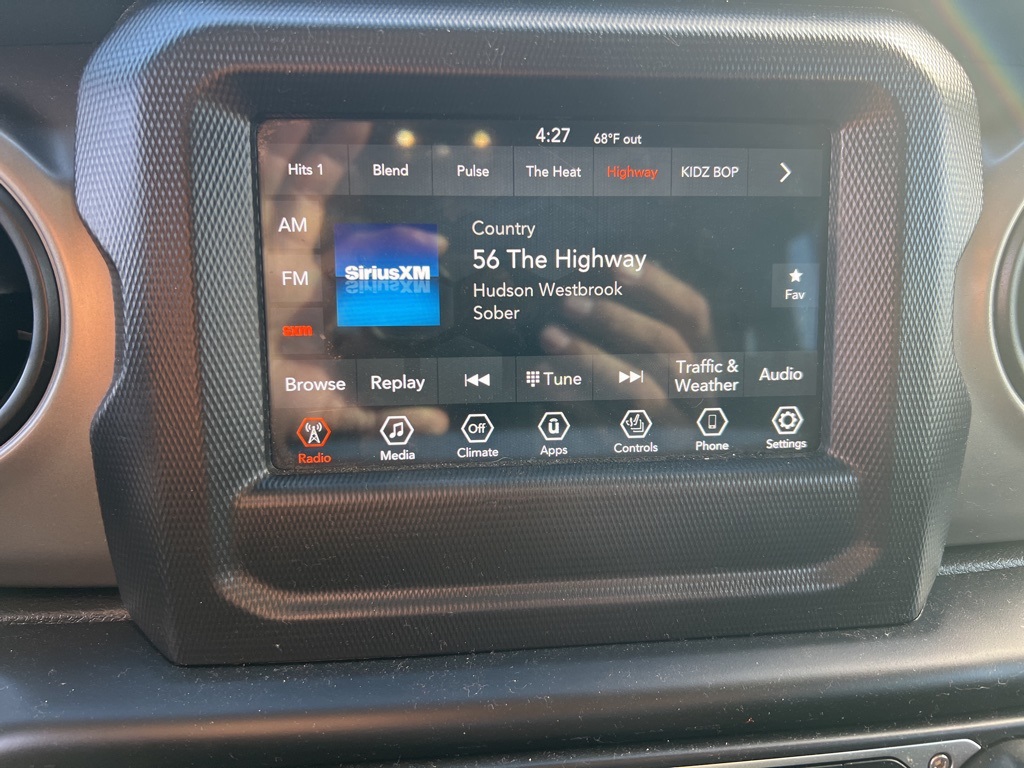 4:27 68°F out
Hits 1 Blend Pulse The Heat Highway KIDZ BOP
AM
FM
sxm
SiriusXM
Country
56 The Highway
Hudson Westbrook
Sober
Fav
Browse Replay Tune Traffic & Weather Audio
Off
Radio Media Climate Apps Controls Phone Settings